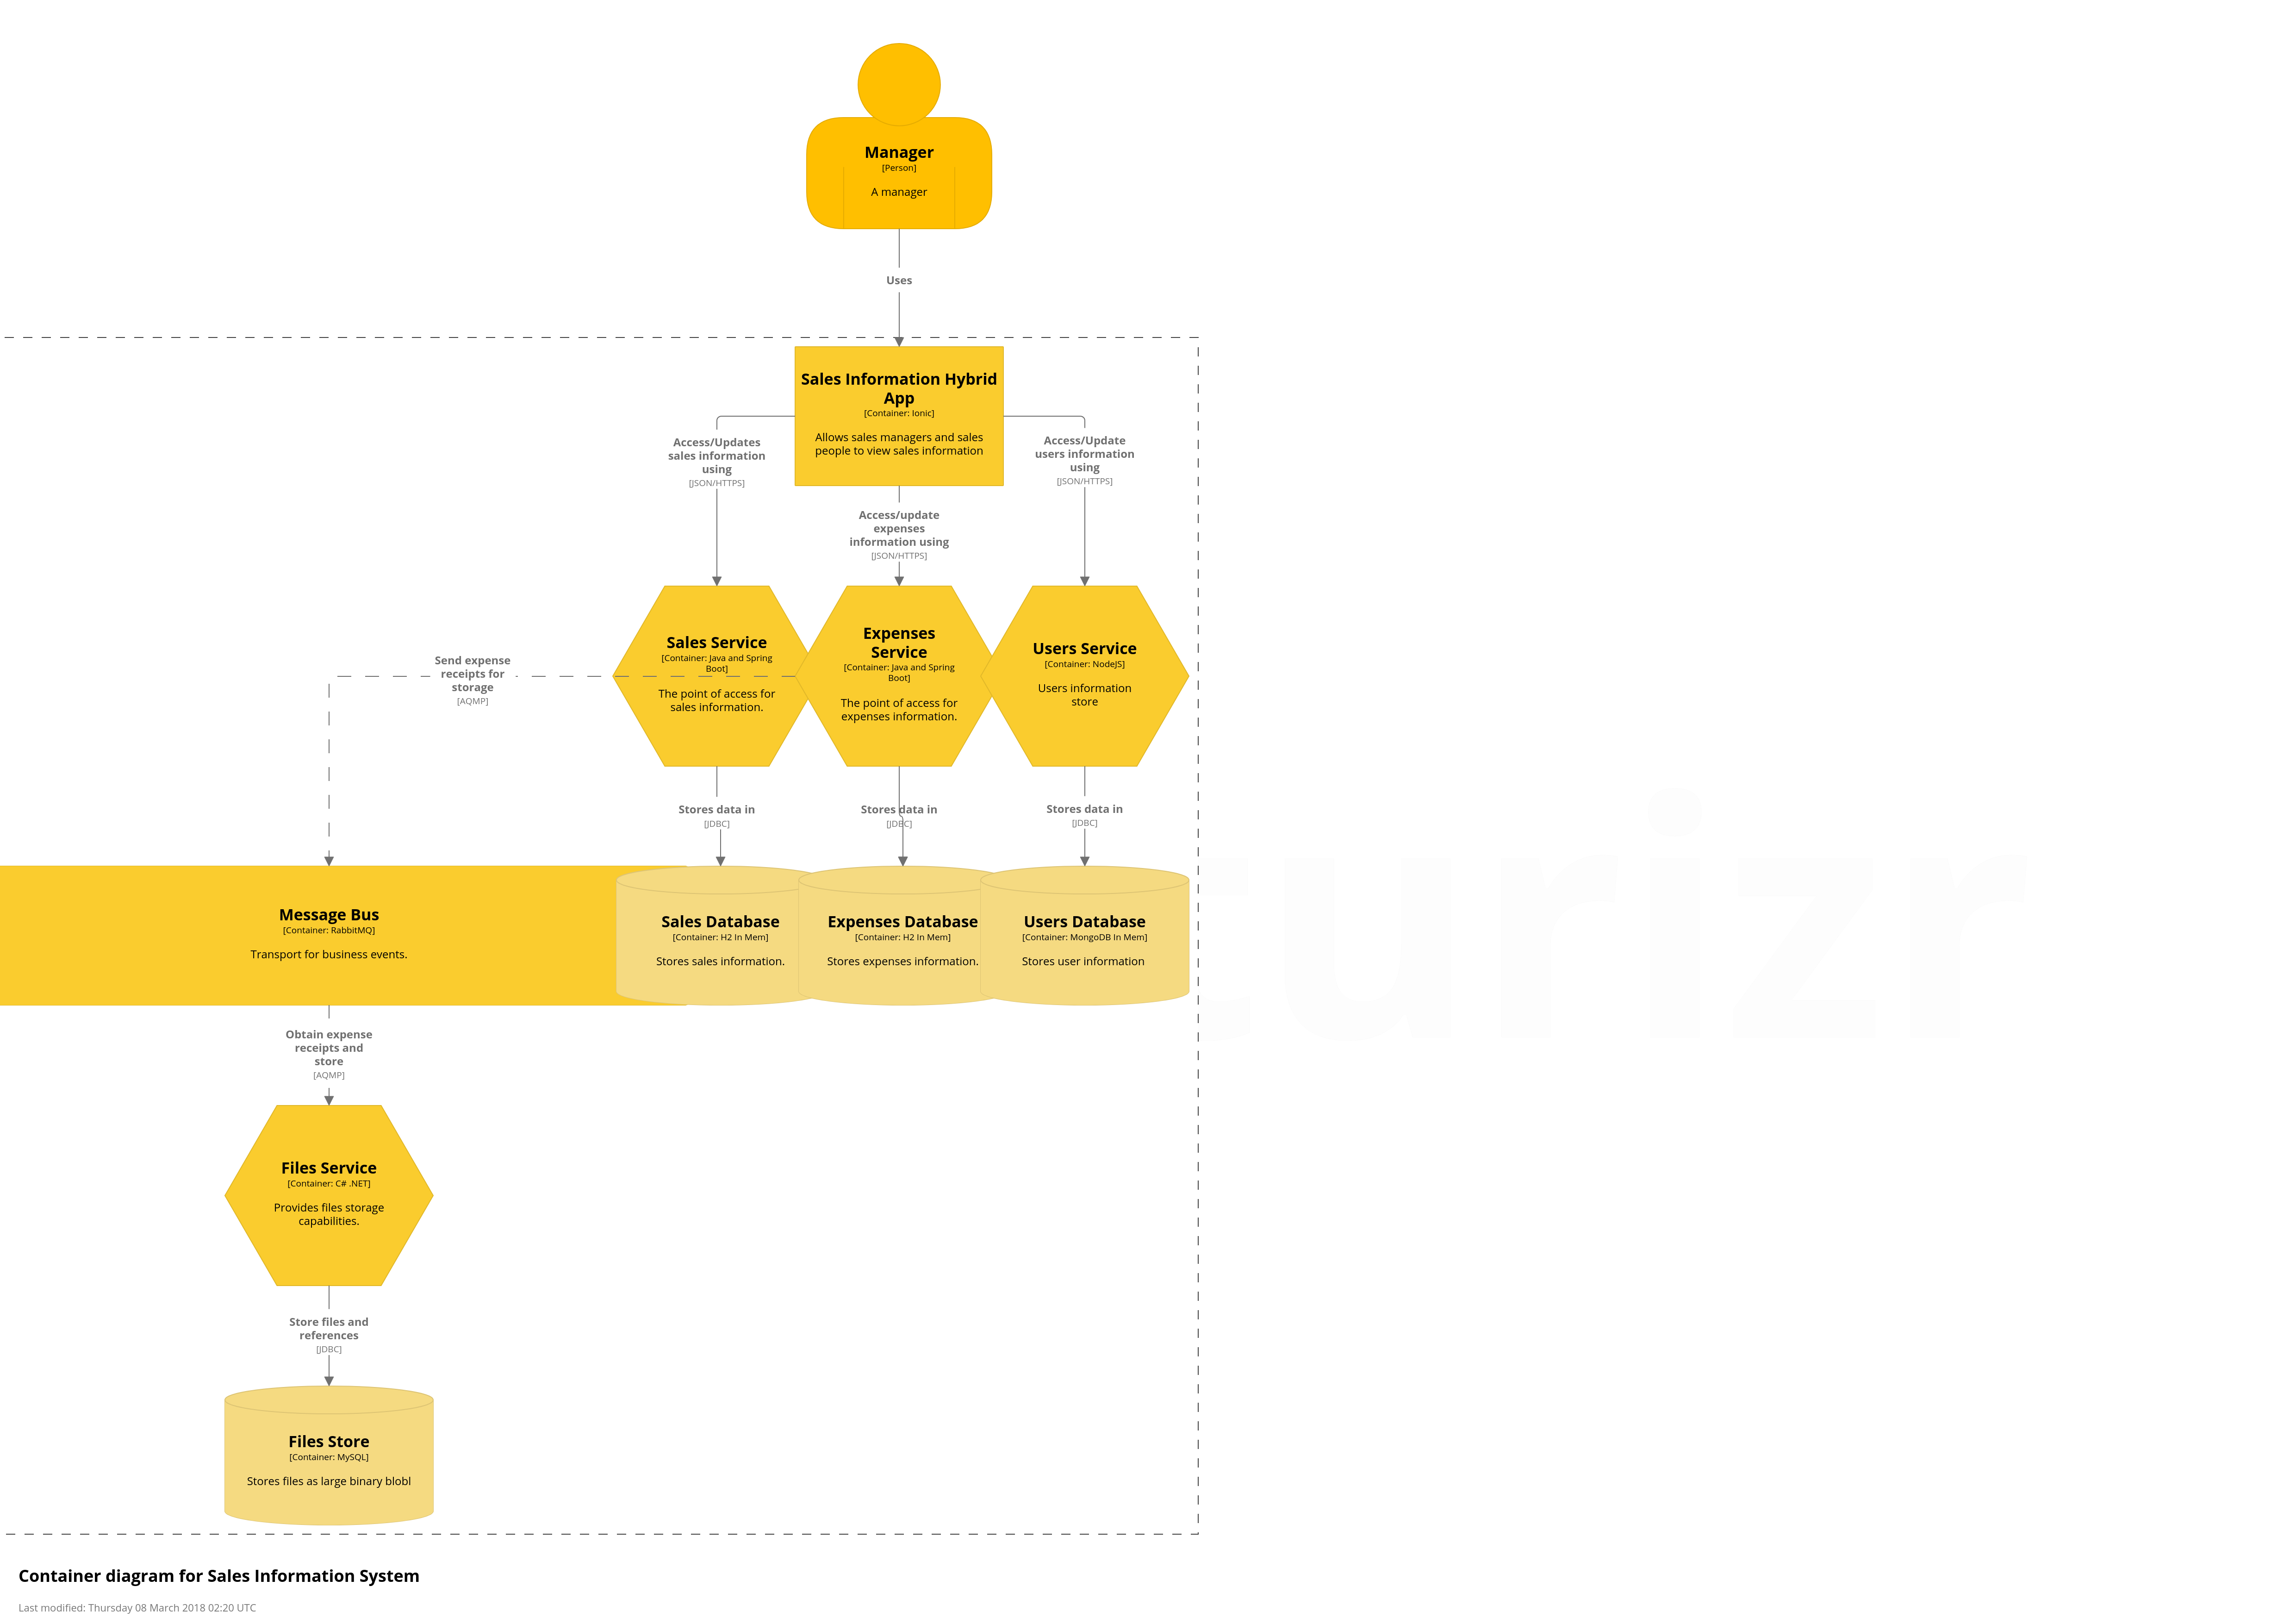 Manager
[Person]
A manager
Uses
Sales Information Hybrid
App
[Container: Ionic]
Allows sales managers and sales
people to view sales information
Access/Updates
sales information
using
[JSON/HTTPS]
Access/update
expenses
information using
[JSON/HTTPS]
Access/Update
users information
using
[JSON/HTTPS]
Send expense
receipts for
storage
[AQMP]
Sales Service
[Container: Java and Spring
Boot]
The point of access for
sales information.
Expenses
Service
[Container: Java and Spring
Boot]
The point of access for
expenses information.
Users Service
[Container: NodeJS]
Users information
store
Stores data in
[JDBC]
Stores data in
[JDBC]
Stores data in
[JDBC]
Message Bus
[Container: RabbitMQ]
Transport for business events.
Sales Database
[Container: H2 In Mem]
Stores sales information.
Expenses Database
[Container: H2 In Mem]
Stores expenses information.
Users Database
[Container: MongoDB In Mem]
Stores user information
turizr
Obtain expense
receipts and
store
[AQMP]
Files Service
[Container: C# .NET]
Provides files storage
capabilities.
Store files and
references
[JDBC]
Files Store
[Container: MySQL]
Stores files as large binary blobl
Container diagram for Sales Information System
Last modified: Thursday 08 March 2018 02:20 UTC